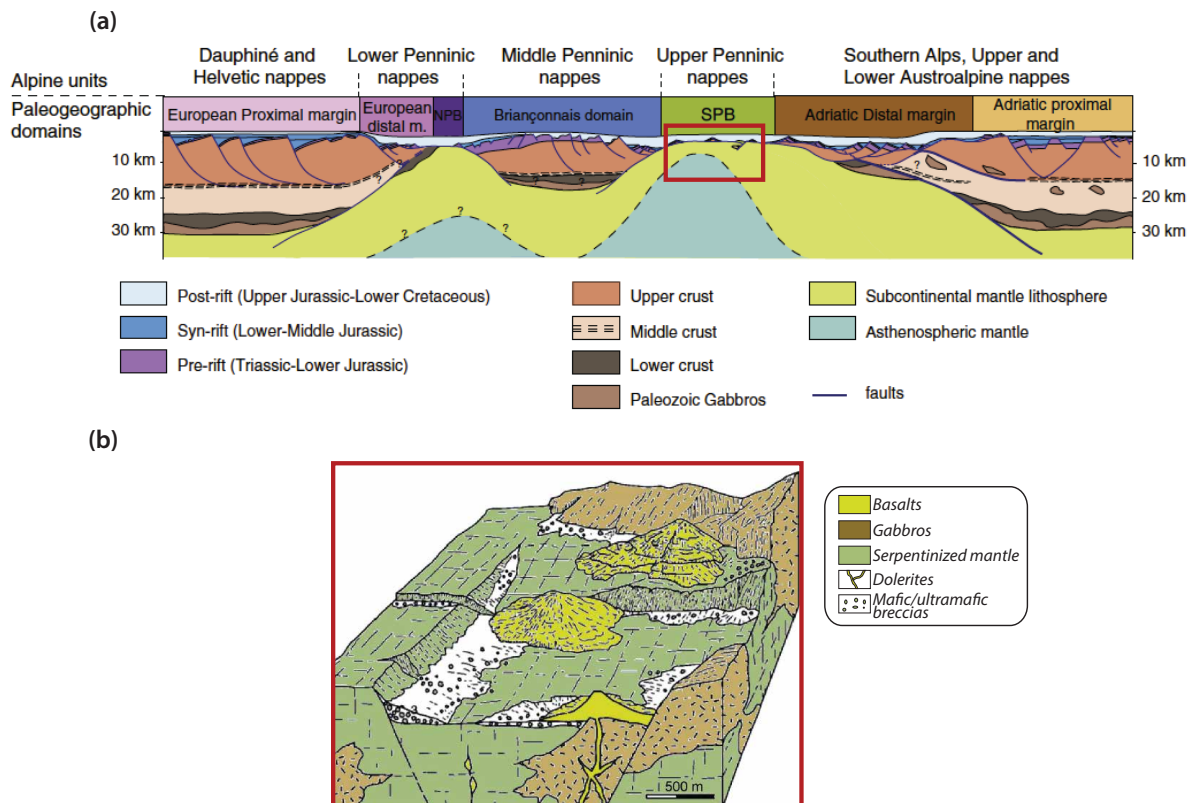 (a)
Dauphiné and
Helvetic nappes
Lower Penninic
nappes
Middle Penninic
nappes
Upper Penninic
nappes
Southern Alps, Upper and
Lower Austroalpine nappes
Alpine units
Paleogeographic
domains
European Proximal margin
European
distal m.
NPB
Briançonnais domain
SPB
Adriatic Distal margin
Adriatic proximal
margin
10 km
20 km
30 km
10 km
20 km
30 km
?
?
?
?
?
?
?
?
?
?
Post-rift (Upper Jurassic-Lower Cretaceous)
Syn-rift (Lower-Middle Jurassic)
Pre-rift (Triassic-Lower Jurassic)
Upper crust
Middle crust
Lower crust
Paleozoic Gabbros
Subcontinental mantle lithosphere
Asthenospheric mantle
faults
(b)
Basalts
Gabbros
Serpentinized mantle
Dolerites
Mafic/ultramafic
breccias
500 m